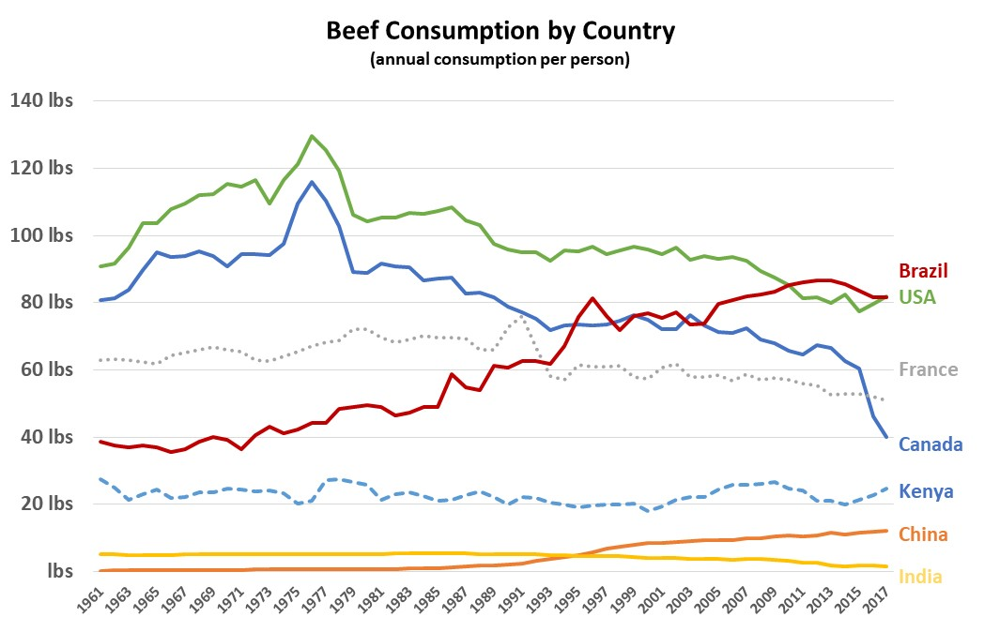 Beef Consumption by Country
(annual consumption per person)
140 lbs
120 lbs
100 lbs
80 lbs
60 lbs
40 lbs
20 lbs
lbs
Brazil
USA
France
Canada
Kenya
China
India
1961 1963 1965 1967 1969 1971 1973 1975 1977 1979 1981 1983 1985 1987 1989 1991 1993 1995 1997 1999 2001 2003 2005 2007 2009 2011 2013 2015 2017